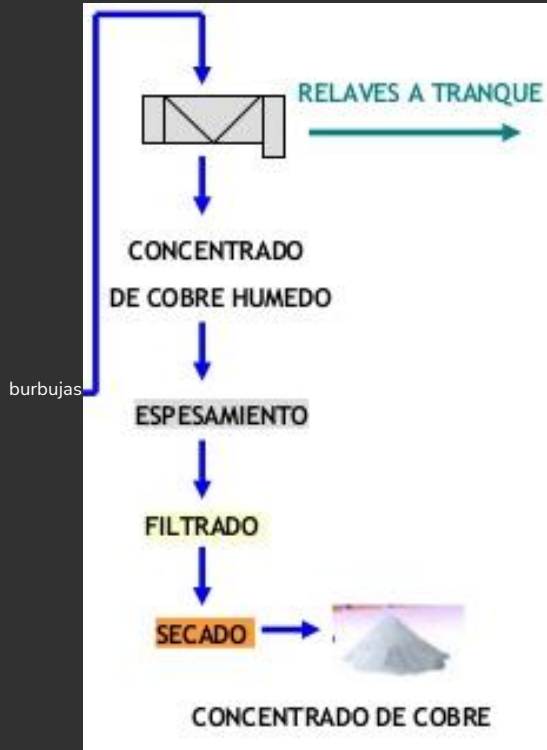 RELAVES A TRANQUE
CONCENTRADO
DE COBRE HUMEDO
burbujas
ESPESAMIENTO
FILTRADO
SECADO
CONCENTRADO DE COBRE